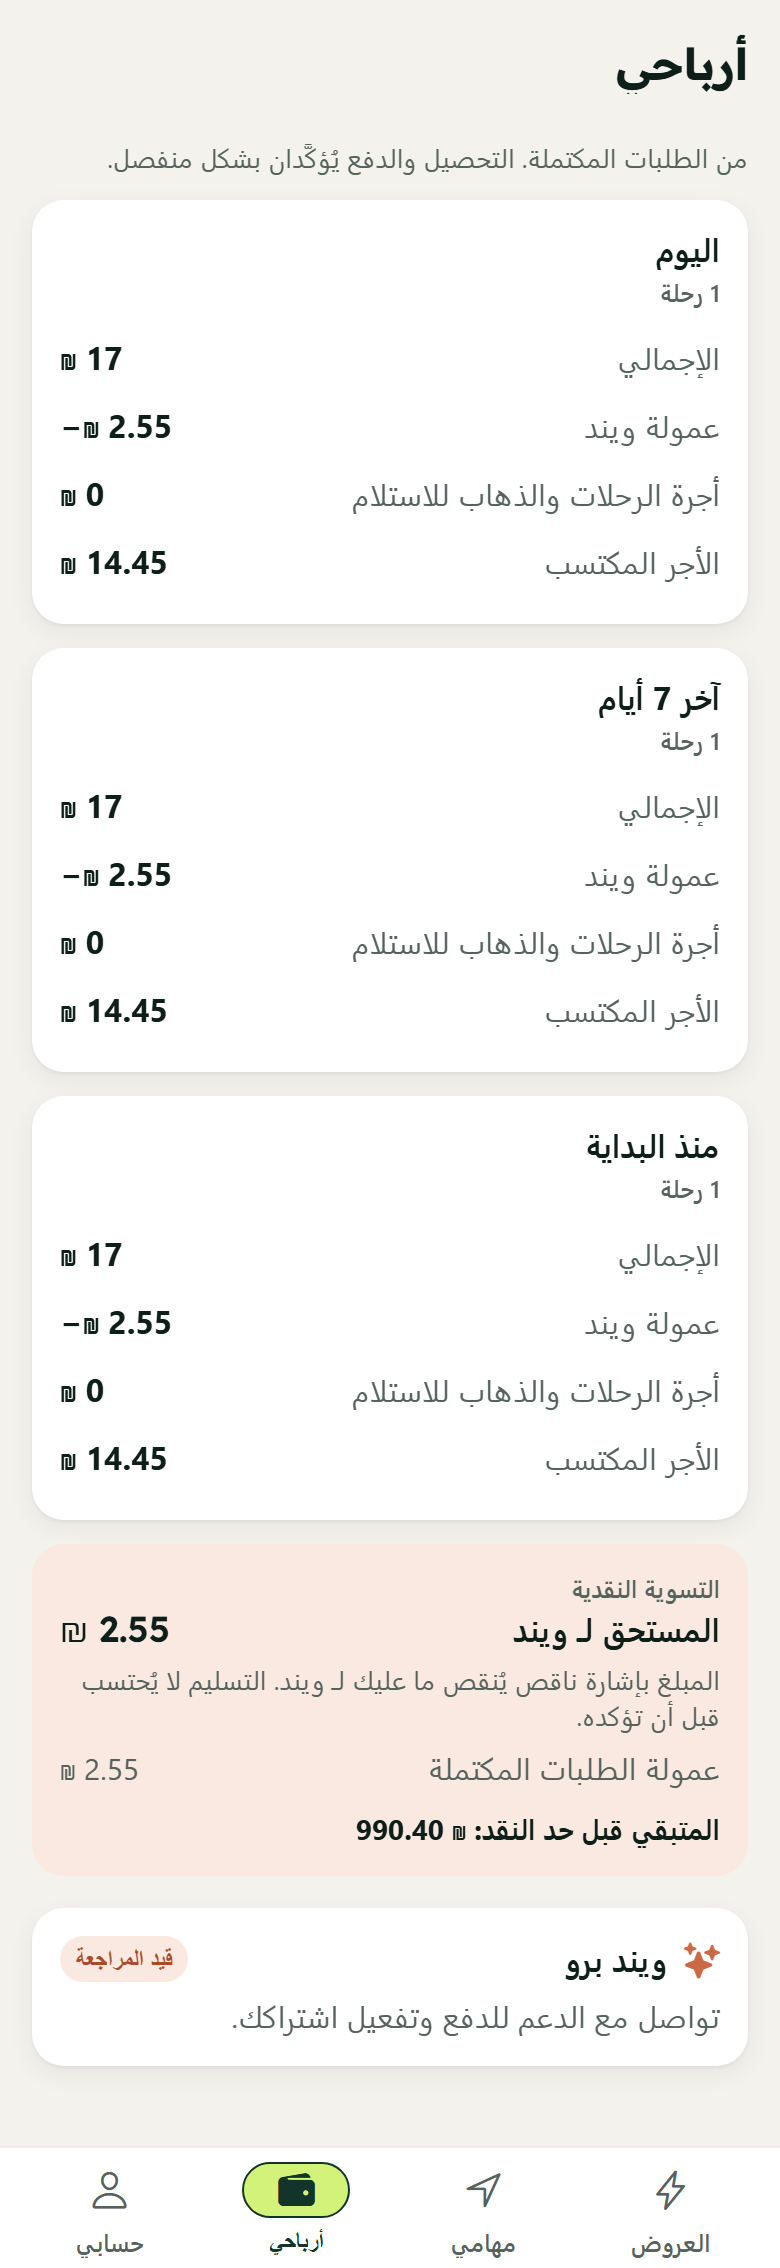 أرباحي
من الطلبات المكتملة. التحصيل والدفع يُؤكَّدان بشكل منفصل.
اليوم
1 رحلة
الإجمالي ₪ 17
عمولة ويند −₪ 2.55
أجرة الرحلات والذهاب للاستلام ₪ 0
الأجر المكتسب ₪ 14.45
آخر 7 أيام
1 رحلة
الإجمالي ₪ 17
عمولة ويند −₪ 2.55
أجرة الرحلات والذهاب للاستلام ₪ 0
الأجر المكتسب ₪ 14.45
منذ البداية
1 رحلة
الإجمالي ₪ 17
عمولة ويند −₪ 2.55
أجرة الرحلات والذهاب للاستلام ₪ 0
الأجر المكتسب ₪ 14.45
التسوية النقدية
المستحق لـ ويند ₪ 2.55
المبلغ بإشارة ناقص يُنقص ما عليك لـ ويند. التسليم لا يُحتسب
قبل أن تؤكده.
عمولة الطلبات المكتملة ₪ 2.55
المتبقي قبل حد النقد: ₪ 990.40
ويند برو قيد المراجعة
تواصل مع الدعم للدفع وتفعيل اشتراكك.
العروض مهامي أرباحي حسابي